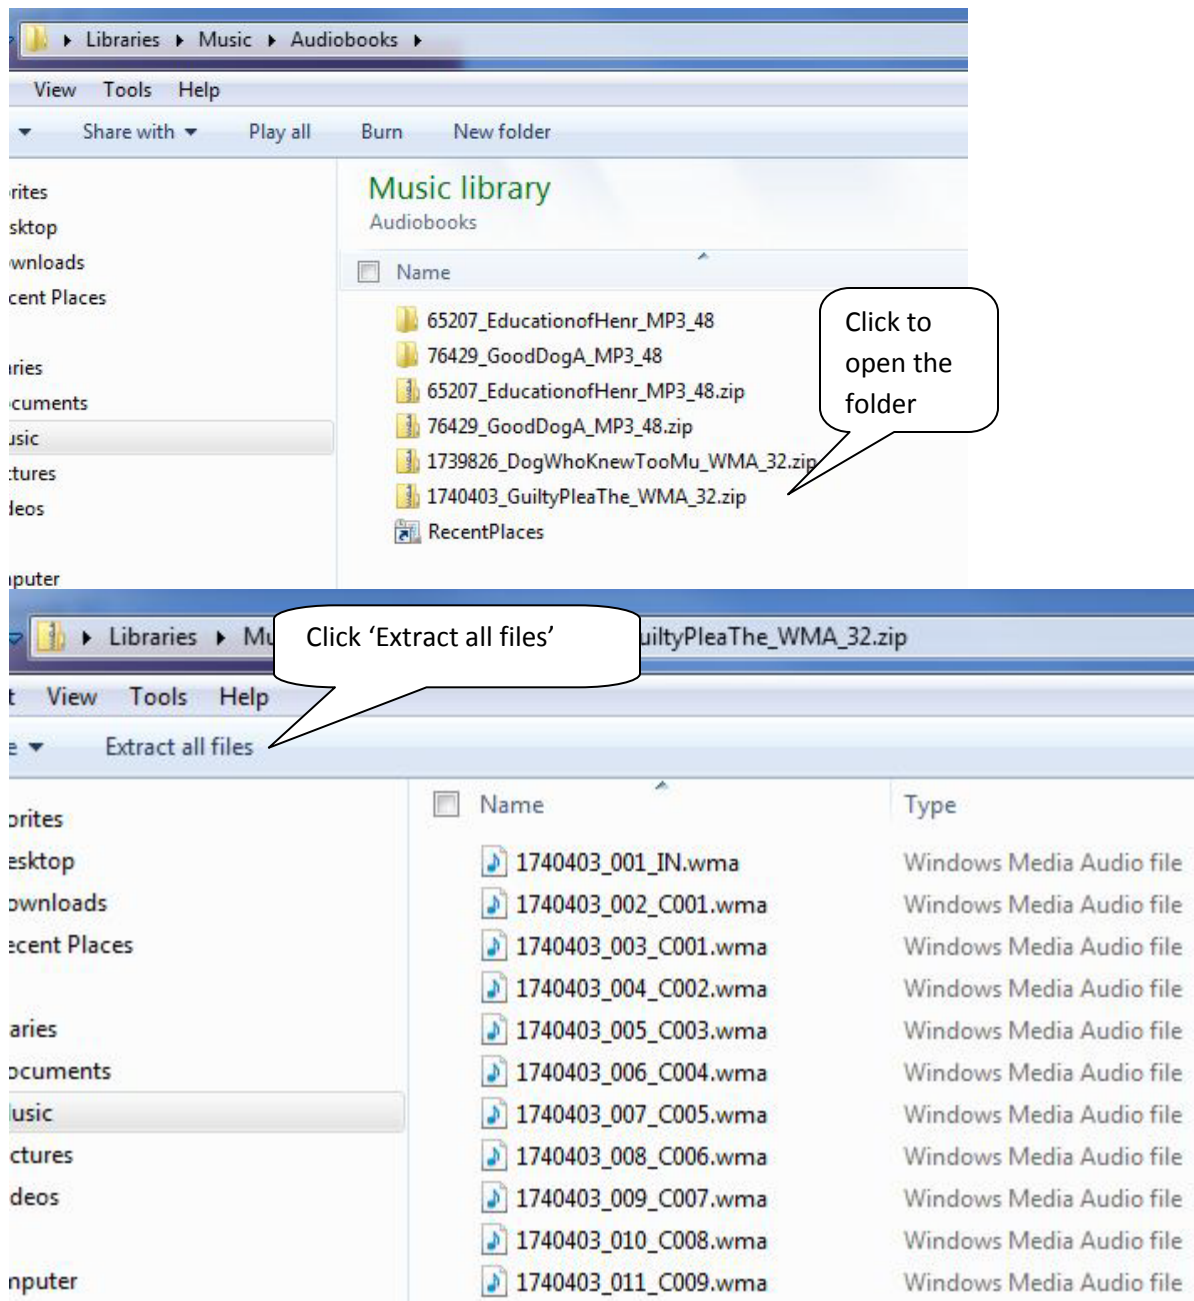 Libraries Music Audiobooks
View Tools Help
Share with Play all Burn New folder
rites
sktop
wnloads
cent Places
ries
cuments
usic
tures
deos
puter
Music library
Audiobooks
Name
65207_EducationofHenr_MP3_48
76429_GoodDogA_MP3_48
65207_EducationofHenr_MP3_48.zip
76429_GoodDogA_MP3_48.zip
1739826_DogWhoKnewTooMu_WMA_32.zip
1740403_GuiltyPleaThe_WMA_32.zip
RecentPlaces
Click to
open the
folder
Libraries Mu uiltyPleaThe_WMA_32.zip
Click ‘Extract all files’
t View Tools Help
e Extract all files
orites
esktop
ownloads
ecent Places
aries
ocuments
usic
ctures
deos
mputer
Name Type
1740403_001_IN.wma Windows Media Audio file
1740403_002_C001.wma Windows Media Audio file
1740403_003_C001.wma Windows Media Audio file
1740403_004_C002.wma Windows Media Audio file
1740403_005_C003.wma Windows Media Audio file
1740403_006_C004.wma Windows Media Audio file
1740403_007_C005.wma Windows Media Audio file
1740403_008_C006.wma Windows Media Audio file
1740403_009_C007.wma Windows Media Audio file
1740403_010_C008.wma Windows Media Audio file
1740403_011_C009.wma Windows Media Audio file